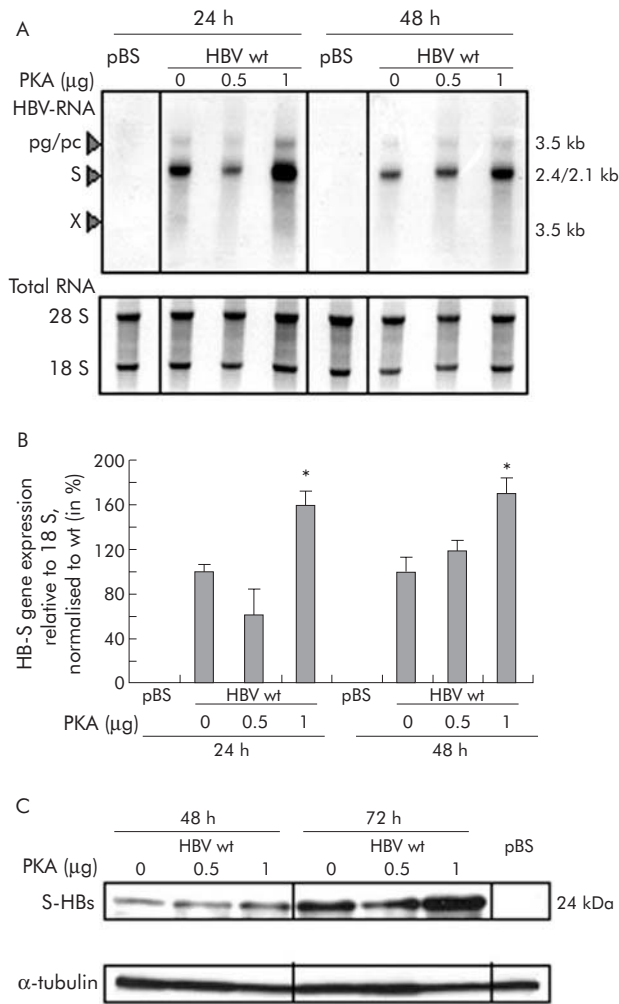 A
24 h 48 h
pBS HBV wt pBS HBV wt
PKA (µg) 0 0.5 1 0 0.5 1
HBV-RNA
pg/pc 3.5 kb
S 2.4/2.1 kb
X 3.5 kb
Total RNA
28 S
18 S
B
HB-S gene expression
relative to 18 S,
normalised to wt (in %)
200
160
120
80
40
0
* *
pBS HBV wt pBS HBV wt
PKA (µg) 0 0.5 1 0 0.5 1
24 h 48 h
C
48 h 72 h
HBV wt HBV wt pBS
PKA (µg) 0 0.5 1 0 0.5 1
S-HBs 24 kDa
α-tubulin